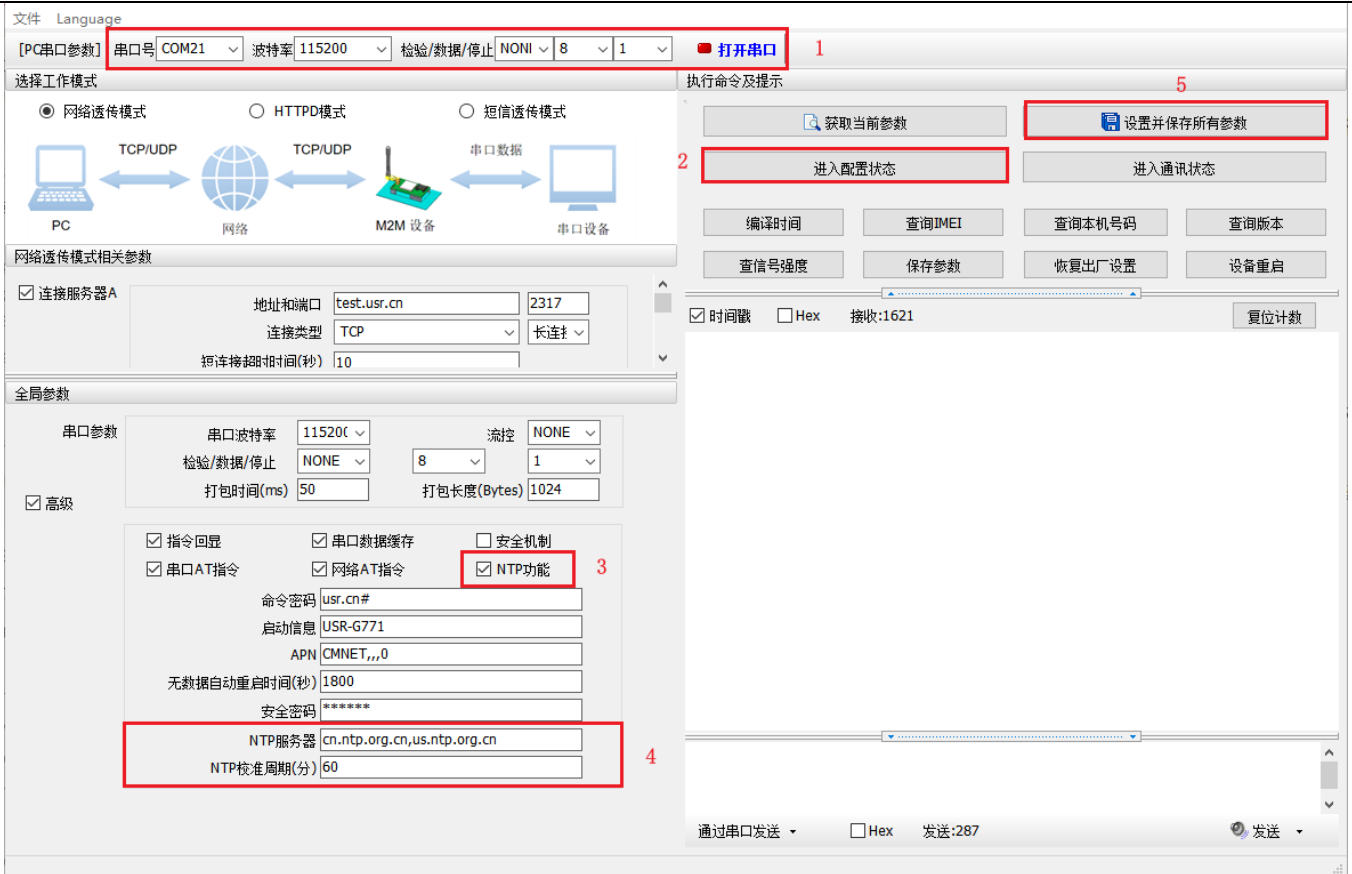 文件 Language
[PC串口参数] 串口号 COM21 波特率 115200 检验/数据/停止 NONI 8 1 打开串口 1
选择工作模式
网络透传模式 HTTPD模式 短信透传模式
TCP/UDP TCP/UDP 串口数据
PC 网络 M2M 设备 串口设备
网络透传模式相关参数
连接服务器A
地址和端口 test.usr.cn 2317
连接类型 TCP 长连接
短连接超时时间(秒) 10
全局参数
串口参数
串口波特率 115200 流控 NONE
检验/数据/停止 NONE 8 1
打包时间(ms) 50 打包长度(Bytes) 1024
高级
指令回显 串口数据缓存 安全机制
串口AT指令 网络AT指令 NTP功能 3
命令密码 usr.cn#
启动信息 USR-G771
APN CMNET,,,0
无数据自动重启时间(秒) 1800
安全密码 ******
NTP服务器 cn.ntp.org.cn,us.ntp.org.cn
NTP校准周期(分) 60
4
执行命令及提示
5
获取当前参数 设置并保存所有参数
2 进入配置状态 进入通讯状态
编译时间 查询IMEI 查询本机号码 查询版本
查信号强度 保存参数 恢复出厂设置 设备重启
时间戳 Hex 接收:1621 复位计数
通过串口发送 Hex 发送:287 发送